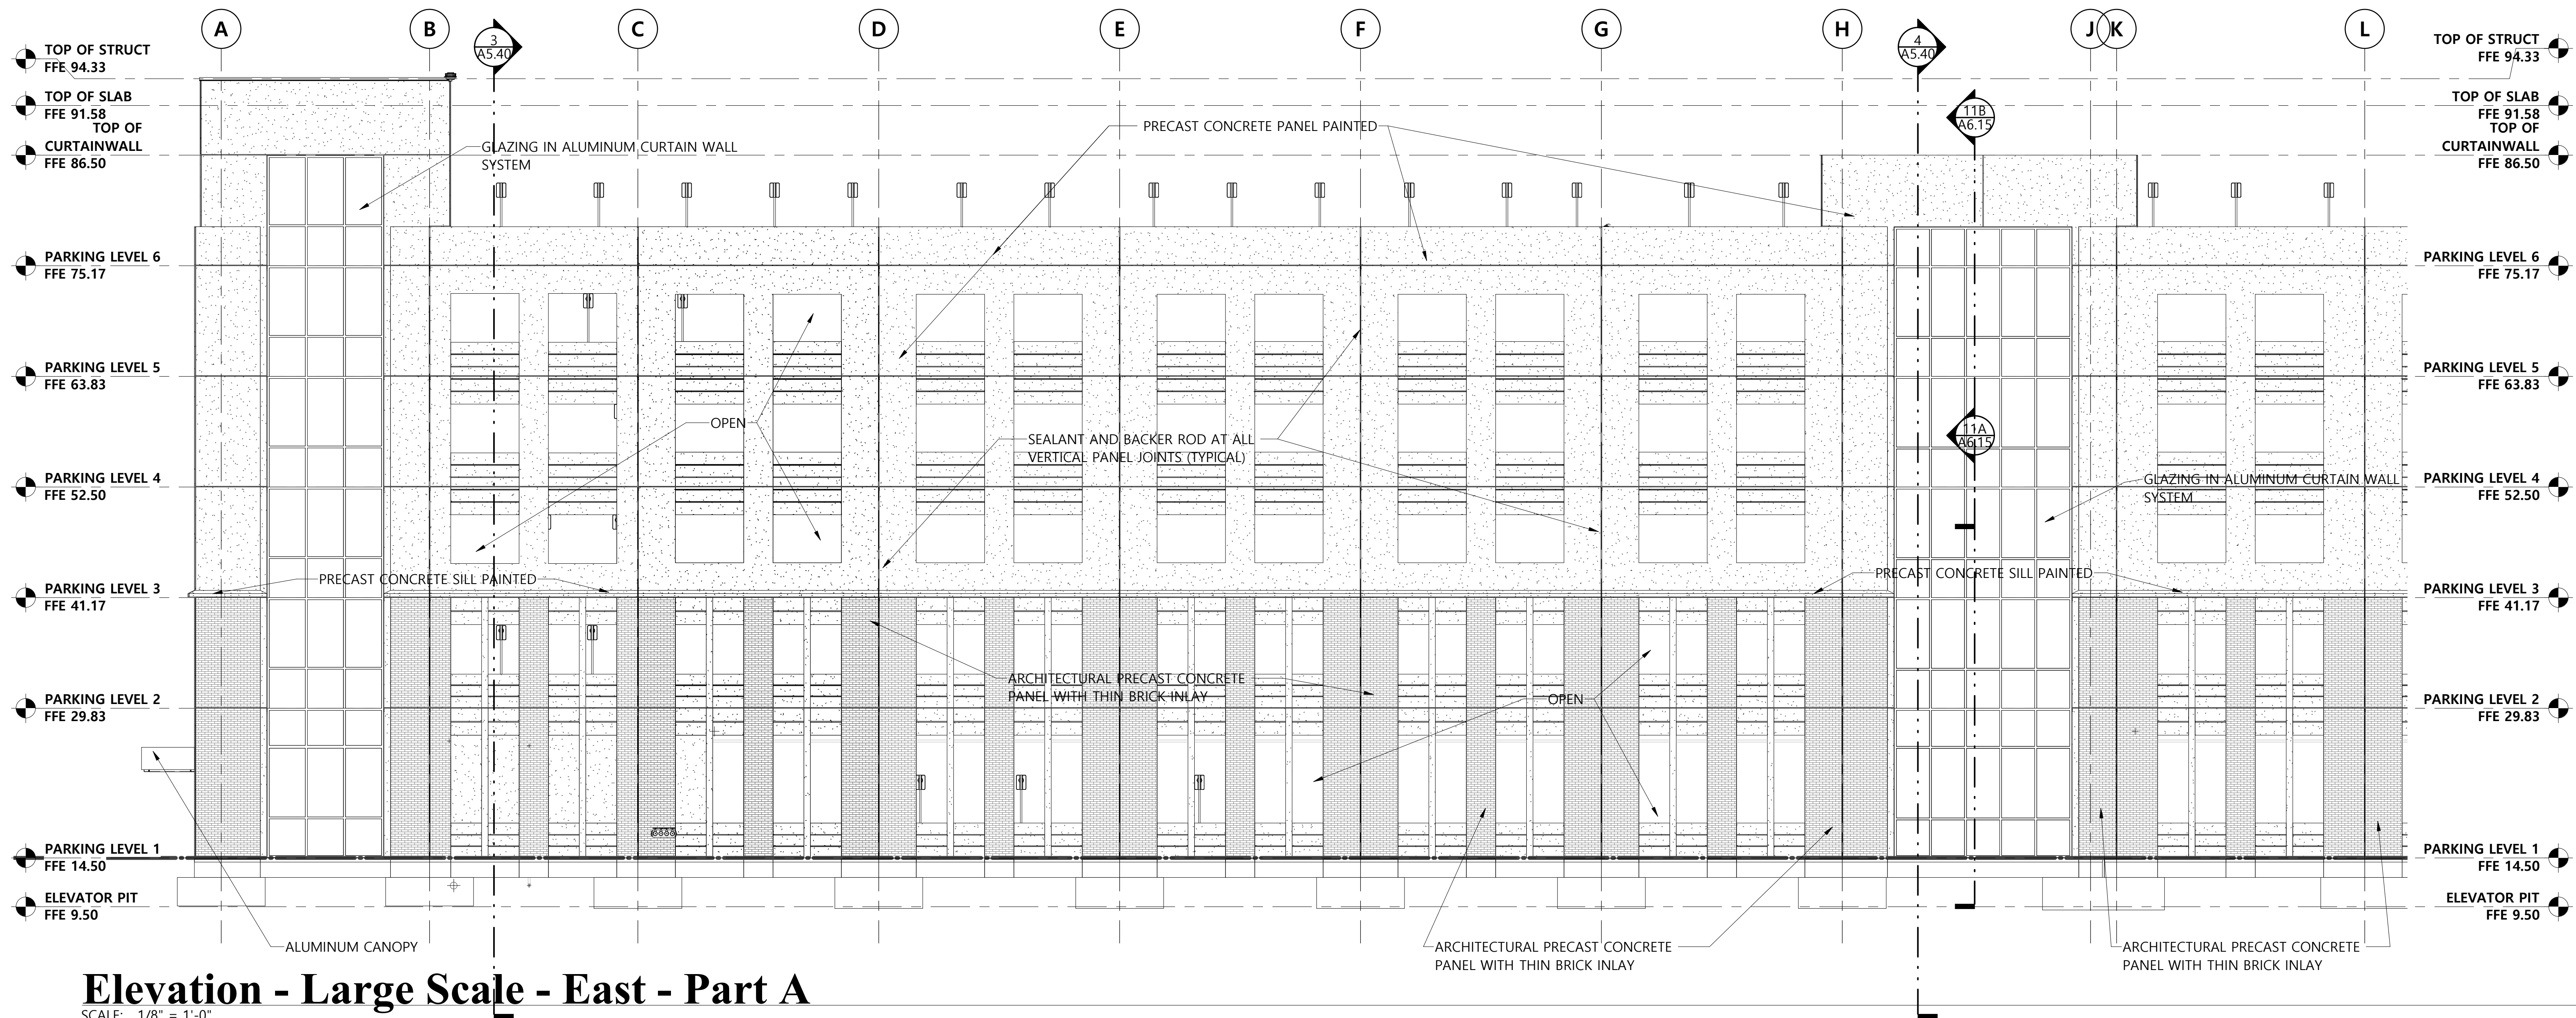 A B C D E F G H J K L
3
A5.40
4
A5.40
11B
A6.15
11A
A6.15
TOP OF STRUCT
FFE 94.33
TOP OF SLAB
FFE 91.58
TOP OF
CURTAINWALL
FFE 86.50
PARKING LEVEL 6
FFE 75.17
PARKING LEVEL 5
FFE 63.83
PARKING LEVEL 4
FFE 52.50
PARKING LEVEL 3
FFE 41.17
PARKING LEVEL 2
FFE 29.83
PARKING LEVEL 1
FFE 14.50
ELEVATOR PIT
FFE 9.50
GLAZING IN ALUMINUM CURTAIN WALL
SYSTEM
PRECAST CONCRETE PANEL PAINTED
OPEN
SEALANT AND BACKER ROD AT ALL
VERTICAL PANEL JOINTS (TYPICAL)
GLAZING IN ALUMINUM CURTAIN WALL
SYSTEM
PRECAST CONCRETE SILL PAINTED
PRECAST CONCRETE SILL PAINTED
ARCHITECTURAL PRECAST CONCRETE
PANEL WITH THIN BRICK INLAY
OPEN
ALUMINUM CANOPY
ARCHITECTURAL PRECAST CONCRETE
PANEL WITH THIN BRICK INLAY
ARCHITECTURAL PRECAST CONCRETE
PANEL WITH THIN BRICK INLAY
TOP OF STRUCT
FFE 94.33
TOP OF SLAB
FFE 91.58
TOP OF
CURTAINWALL
FFE 86.50
PARKING LEVEL 6
FFE 75.17
PARKING LEVEL 5
FFE 63.83
PARKING LEVEL 4
FFE 52.50
PARKING LEVEL 3
FFE 41.17
PARKING LEVEL 2
FFE 29.83
PARKING LEVEL 1
FFE 14.50
ELEVATOR PIT
FFE 9.50
Elevation - Large Scale - East - Part A
SCALE: 1/8" = 1'-0"